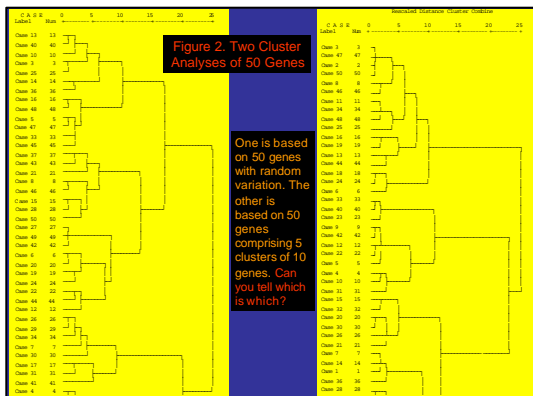 C A S E
0 5 10 15 20 25
Label Num
Case 13 13
Case 40 40
Case 10 10
Case 3 3
Case 25 25
Case 14 14
Case 36 36
Case 16 16
Case 48 48
Case 5 5
Case 47 47
Case 33 33
Case 45 45
Case 37 37
Case 43 43
Case 21 21
Case 8 8
Case 46 46
Case 15 15
Case 28 28
Case 50 50
Case 27 27
Case 49 49
Case 42 42
Case 6 6
Case 20 20
Case 19 19
Case 24 24
Case 22 22
Case 44 44
Case 12 12
Case 26 26
Case 29 29
Case 34 34
Case 7 7
Case 30 30
Case 17 17
Case 31 31
Case 41 41
Case 4 4
Figure 2. Two Cluster
Analyses of 50 Genes
One is based
on 50 genes
with random
variation. The
other is
based on 50
genes
comprising 5
clusters of 10
genes. Can
you tell which
is which?
Rescaled Distance Cluster Combine
C A S E
0 5 10 15 20 25
Label Num
Case 3 3
Case 47 47
Case 2 2
Case 50 50
Case 8 8
Case 46 46
Case 11 11
Case 34 34
Case 48 48
Case 25 25
Case 16 16
Case 19 19
Case 13 13
Case 44 44
Case 18 18
Case 24 24
Case 6 6
Case 33 33
Case 40 40
Case 23 23
Case 9 9
Case 42 42
Case 12 12
Case 22 22
Case 5 5
Case 4 4
Case 10 10
Case 31 31
Case 15 15
Case 32 32
Case 20 20
Case 30 30
Case 26 26
Case 21 21
Case 7 7
Case 14 14
Case 1 1
Case 36 36
Case 28 28